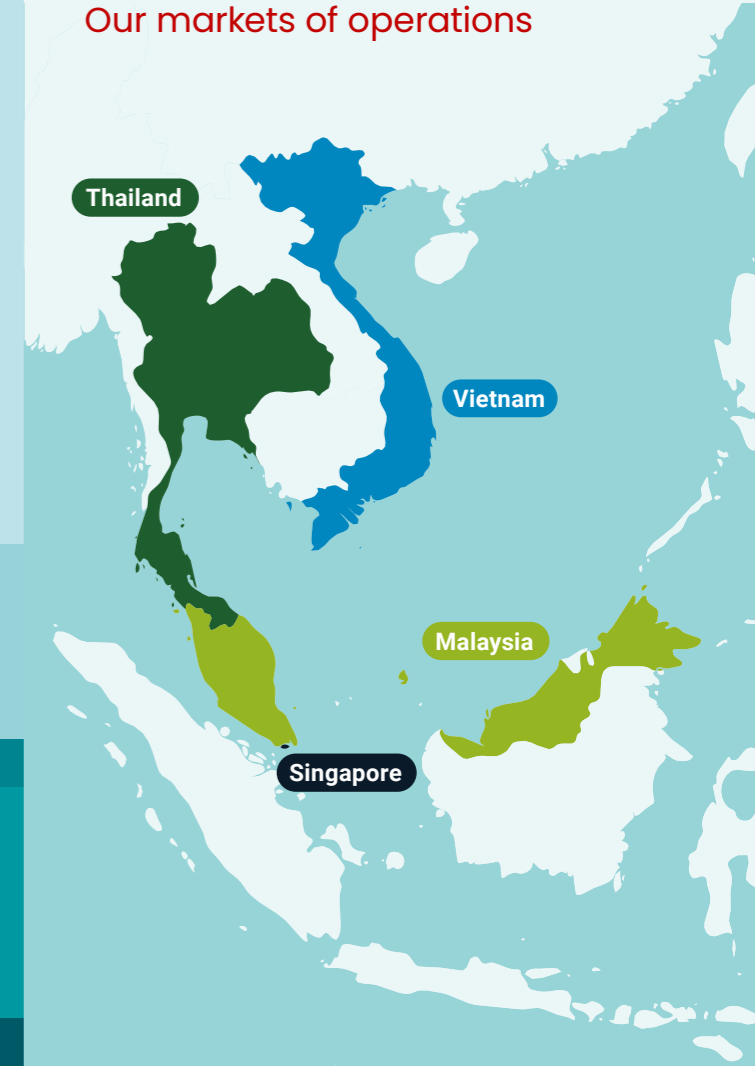 Our markets of operations
Thailand
Vietnam
Malaysia
Singapore